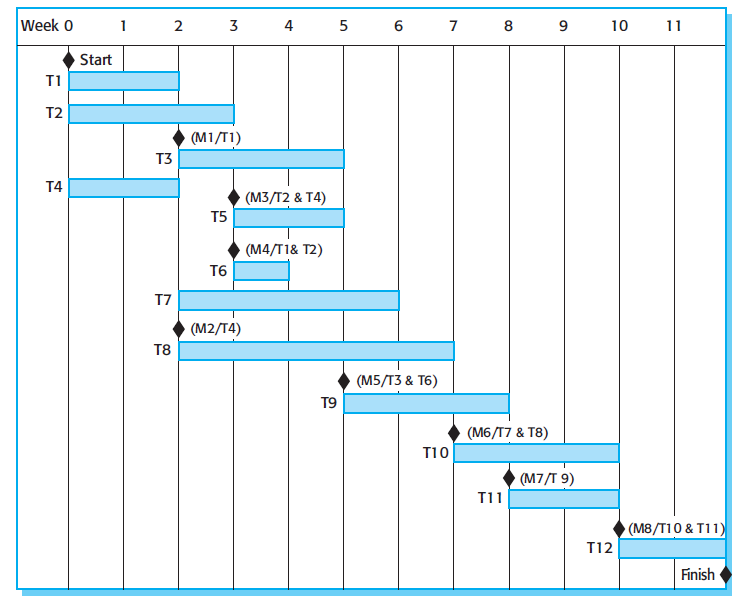 Week 0 1 2 3 4 5 6 7 8 9 10 11
Start
T1
T2
(M1/T1)
T3
T4
(M3/T2 & T4)
T5
(M4/T1& T2)
T6
T7
(M2/T4)
T8
(M5/T3 & T6)
T9
(M6/T7 & T8)
T10
(M7/T 9)
T11
(M8/T10 & T11)
T12
Finish